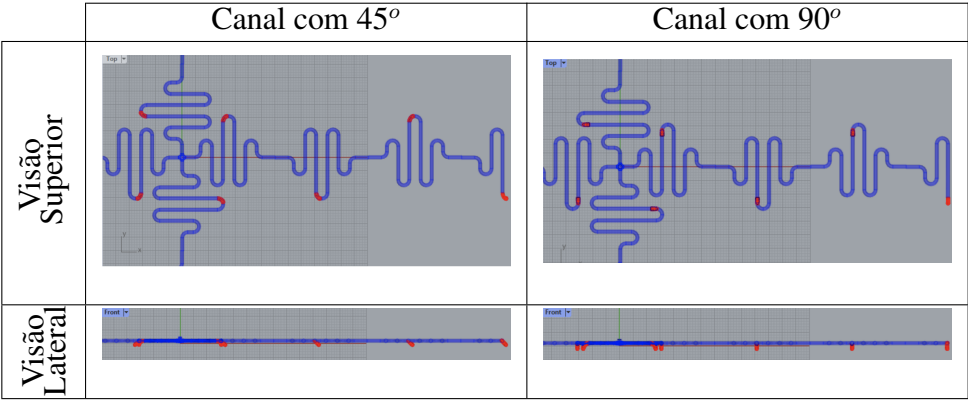 Canal com 45º
Canal com 90º
Visão
Superior
Top
y
x
Top
y
Visão
Lateral
Front
Front